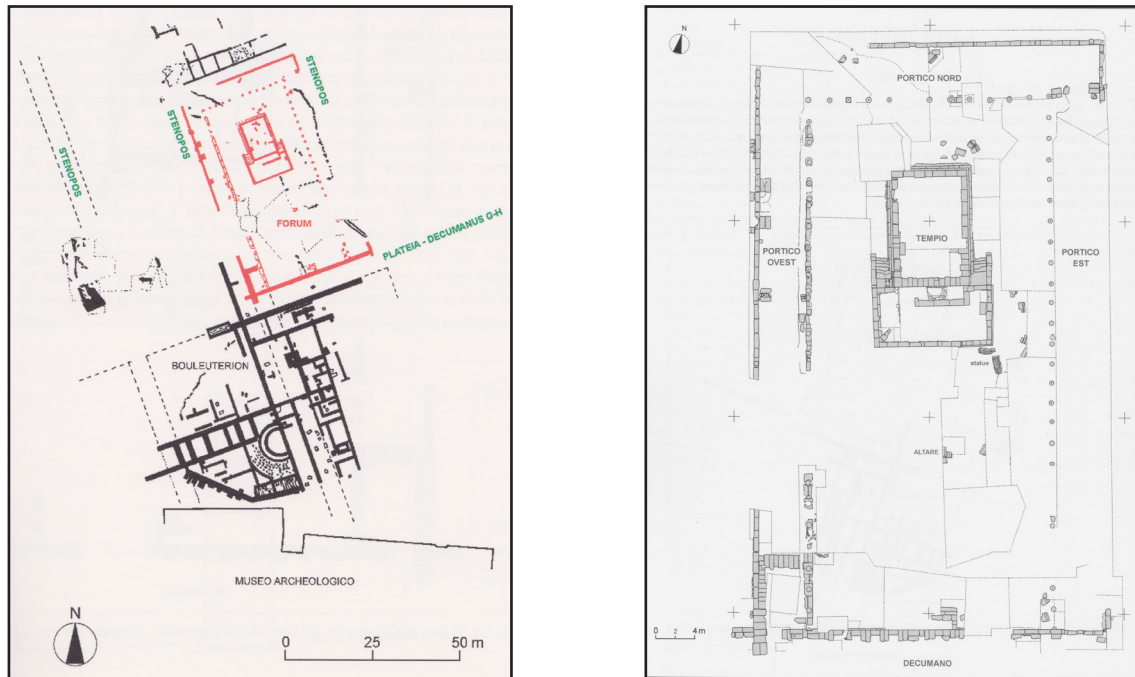 STENOPOS
STENOPOS
STENOPOS
FORUM
PLATEIA - DECUMANUS G-H
BOULEUTERION
MUSEO ARCHEOLOGICO
N
0 25 50 m
N
PORTICO NORD
TEMPIO
PORTICO
OVEST
PORTICO
EST
statue
ALTARE
0 2 4 m
DECUMANO